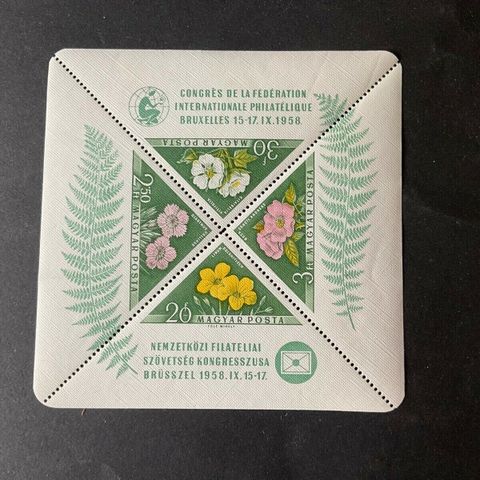 CONGRÈS DE LA FÉDÉRATION
INTERNATIONALE PHILATÉLIQUE
BRUXELLES 15-17. IX. 1958.
30 f
MAGYAR POSTA
2.50 Ft
MAGYAR POSTA
3 Ft
MAGYAR POSTA
20 f
MAGYAR POSTA
NEMZETKÖZI FILATELIAI
SZÖVETSÉG KONGRESSZUSA
BRÜSSZEL 1958. IX. 15-17.